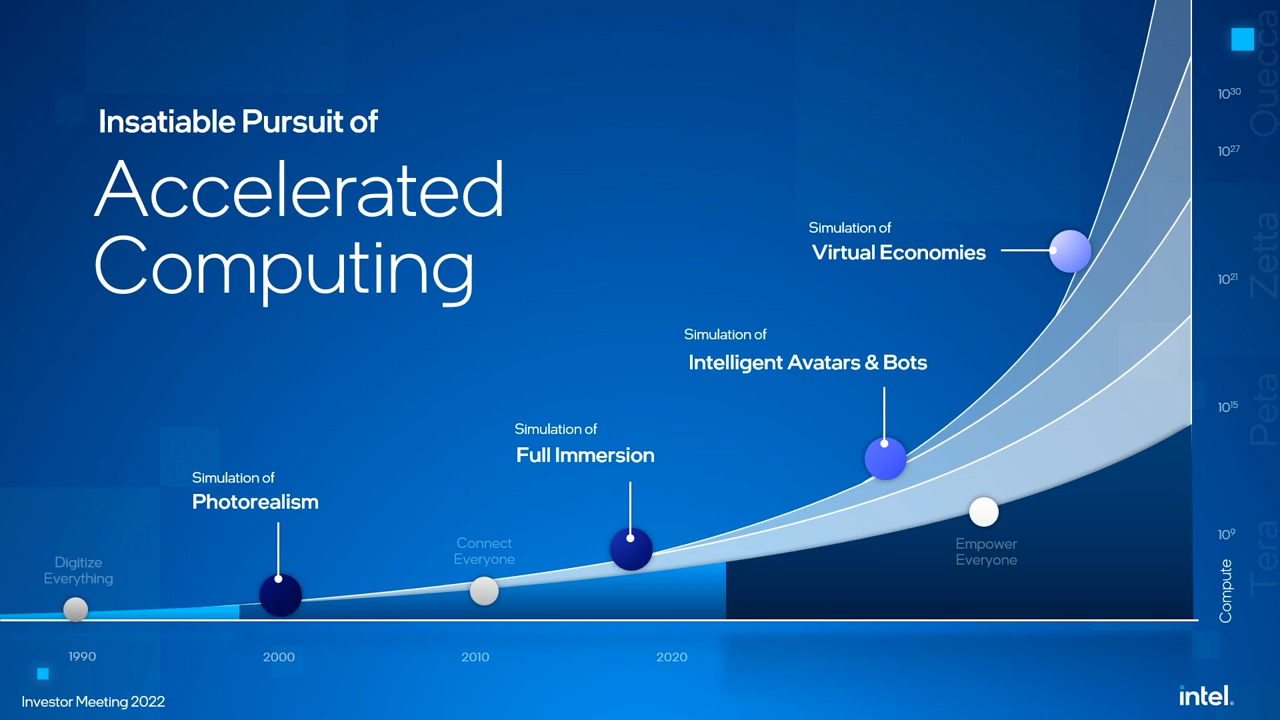 Insatiable Pursuit of
Accelerated
Computing
Simulation of
Virtual Economies
Simulation of
Intelligent Avatars & Bots
Simulation of
Full Immersion
Simulation of
Photorealism
Digitize
Everything
Connect
Everyone
Empower
Everyone
10³⁰
10²⁷
10²¹
10¹⁵
10⁹
Compute
Quecca
Zetta
Peta
Tera
1990
2000
2010
2020
Investor Meeting 2022
intel.